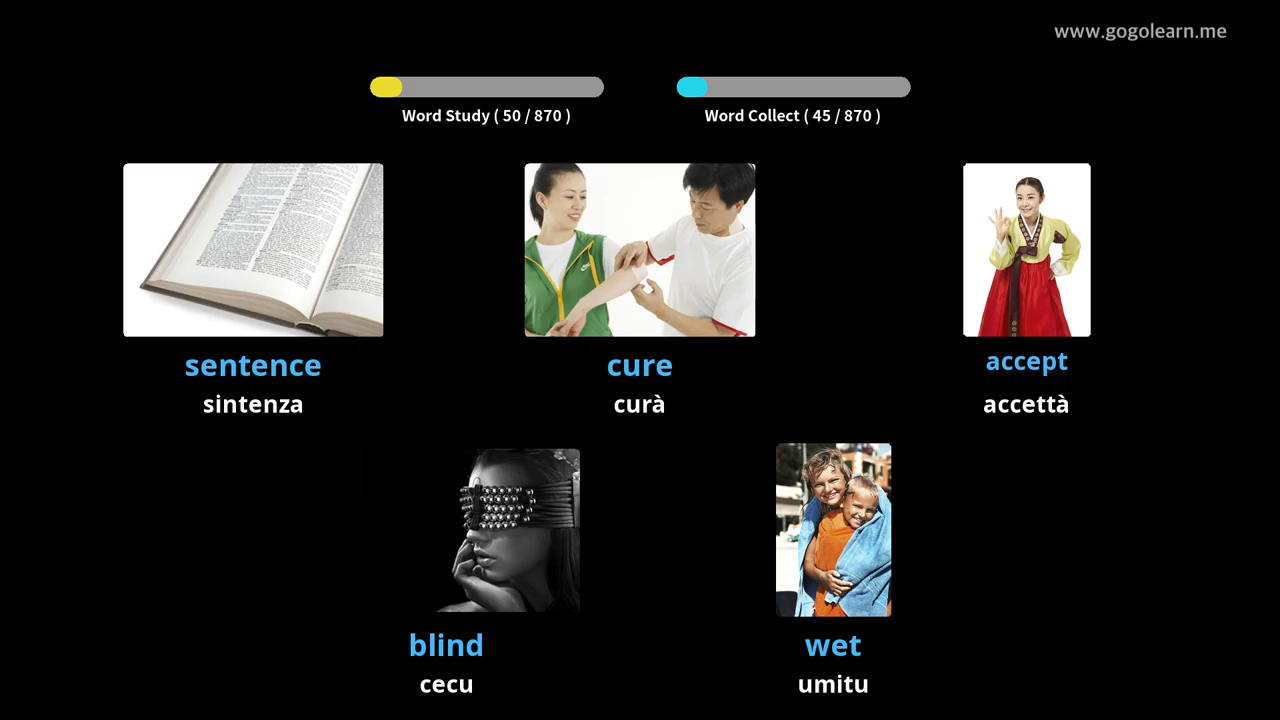 www.gogolearn.me
Word Study ( 50 / 870 )
Word Collect ( 45 / 870 )
sentence
sintenza
cure
curà
accept
accettà
blind
cecu
wet
umitu